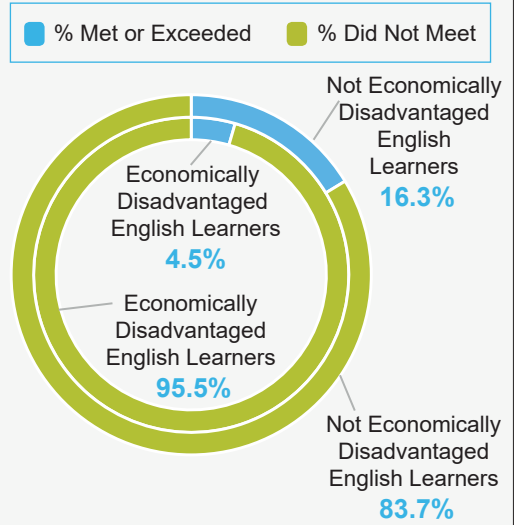 % Met or Exceeded
% Did Not Meet
Not Economically
Disadvantaged
English
Learners
16.3%
Economically
Disadvantaged
English Learners
4.5%
Economically
Disadvantaged
English Learners
95.5%
Not Economically
Disadvantaged
English Learners
83.7%